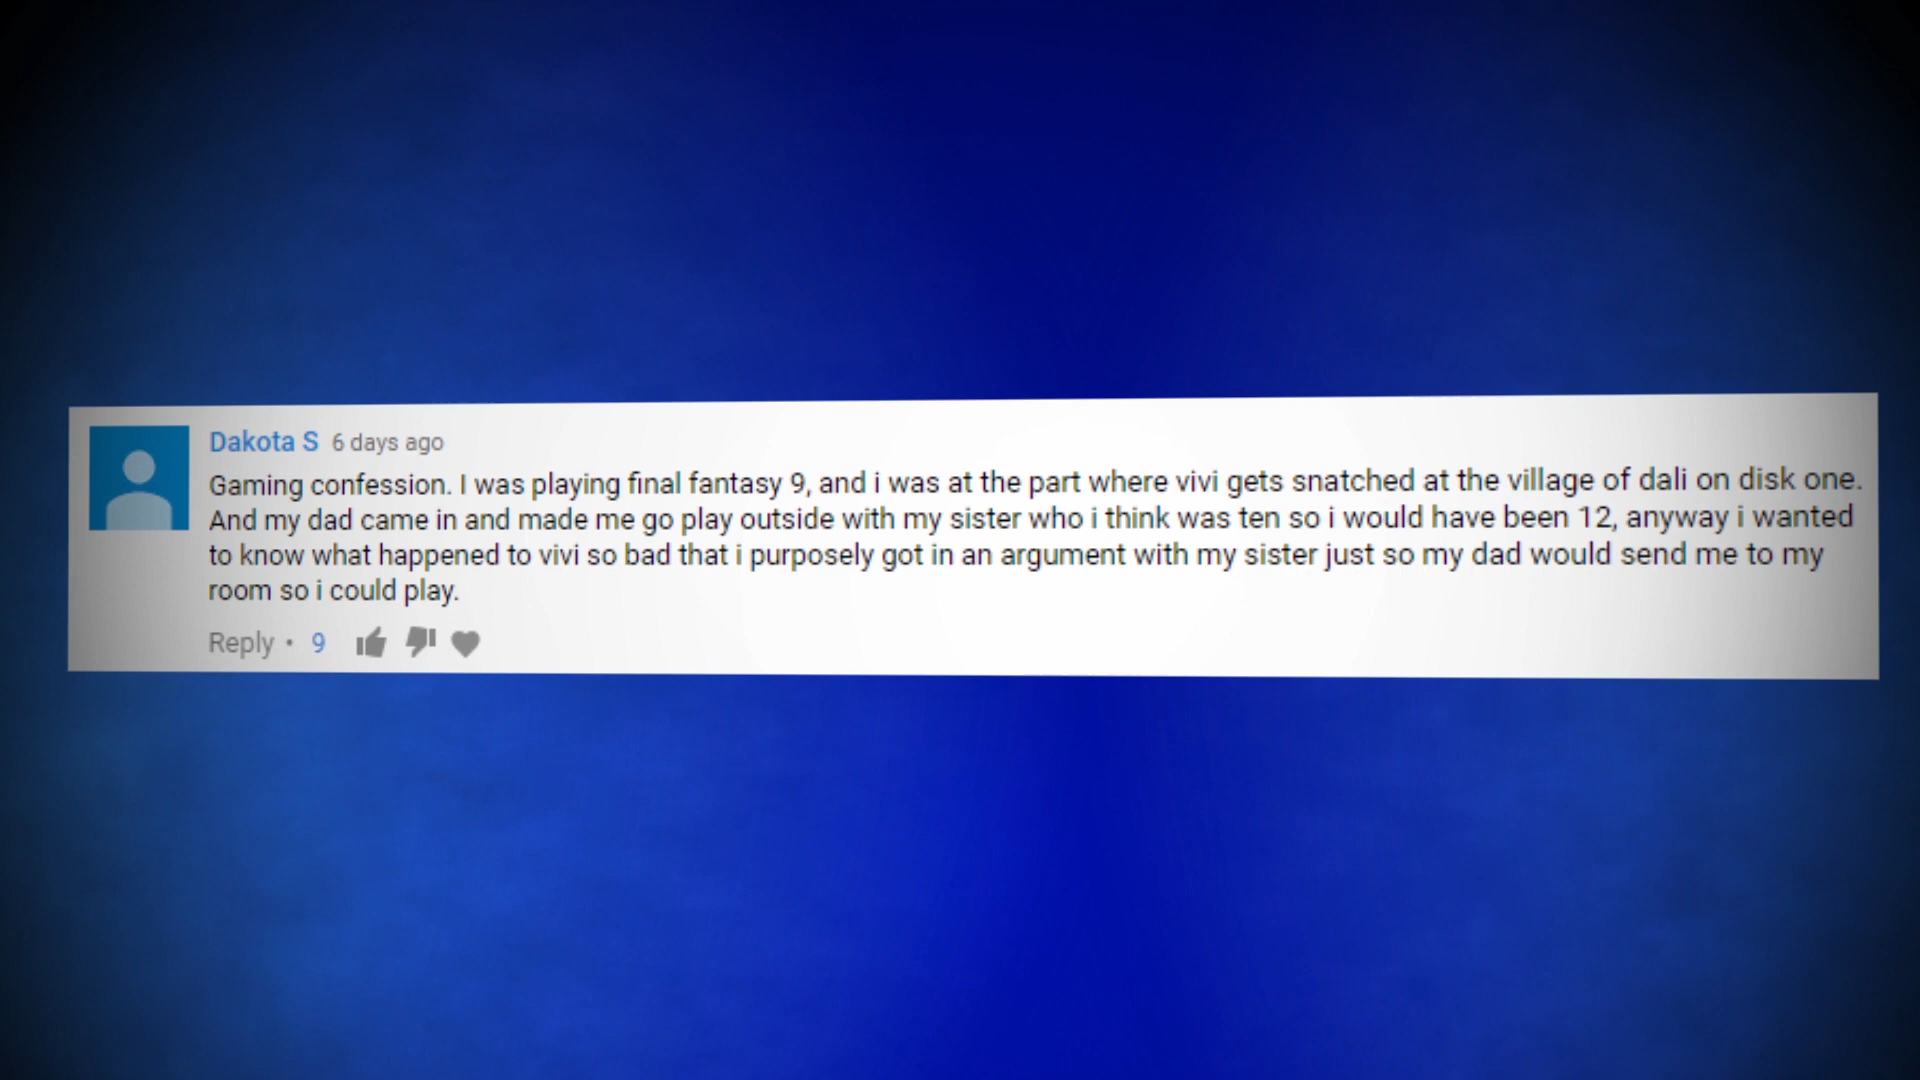 Dakota S 6 days ago
Gaming confession. I was playing final fantasy 9, and i was at the part where vivi gets snatched at the village of dali on disk one.
And my dad came in and made me go play outside with my sister who i think was ten so i would have been 12, anyway i wanted
to know what happened to vivi so bad that i purposely got in an argument with my sister just so my dad would send me to my
room so i could play.
Reply • 9